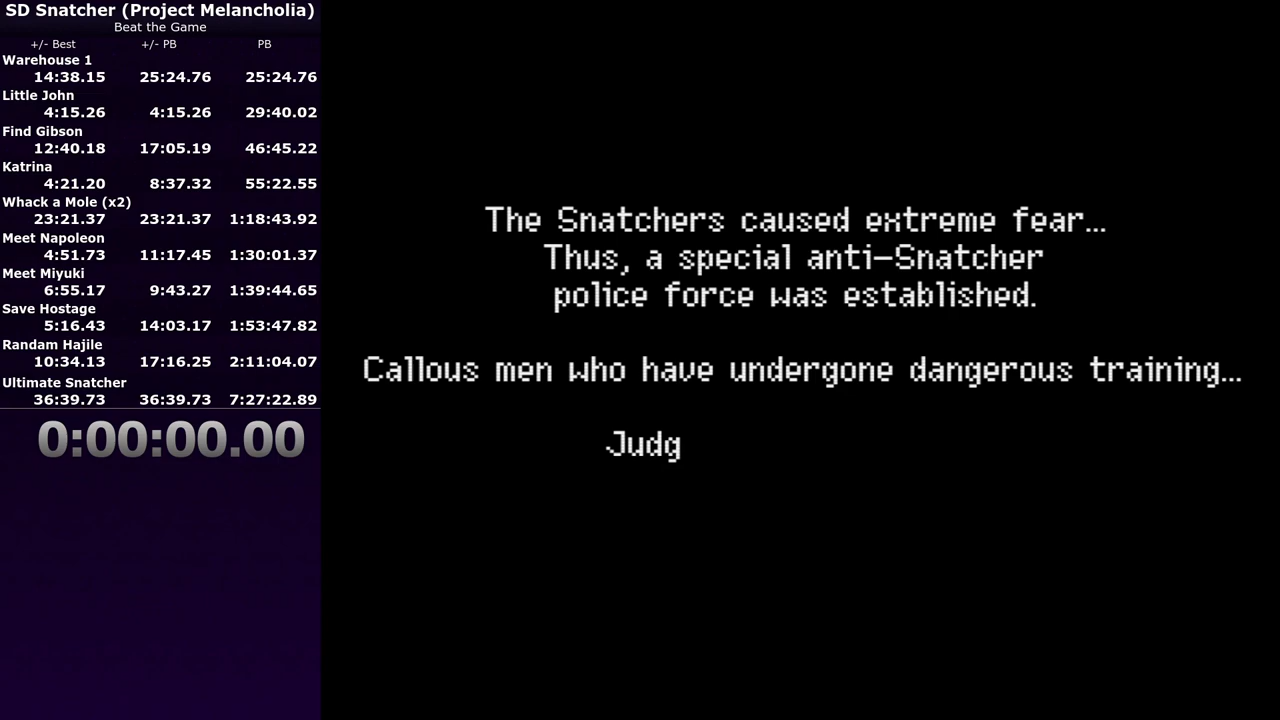 SD Snatcher (Project Melancholia)
Beat the Game
+/- Best +/- PB PB
Warehouse 1
14:38.15 25:24.76 25:24.76
Little John
4:15.26 4:15.26 29:40.02
Find Gibson
12:40.18 17:05.19 46:45.22
Katrina
4:21.20 8:37.32 55:22.55
Whack a Mole (x2)
23:21.37 23:21.37 1:18:43.92
Meet Napoleon
4:51.73 11:17.45 1:30:01.37
Meet Miyuki
6:55.17 9:43.27 1:39:44.65
Save Hostage
5:16.43 14:03.17 1:53:47.82
Randam Hajile
10:34.13 17:16.25 2:11:04.07
Ultimate Snatcher
36:39.73 36:39.73 7:27:22.89
0:00:00.00
The Snatchers caused extreme fear...
Thus, a special anti-Snatcher
police force was established.
Callous men who have undergone dangerous training...
Judg